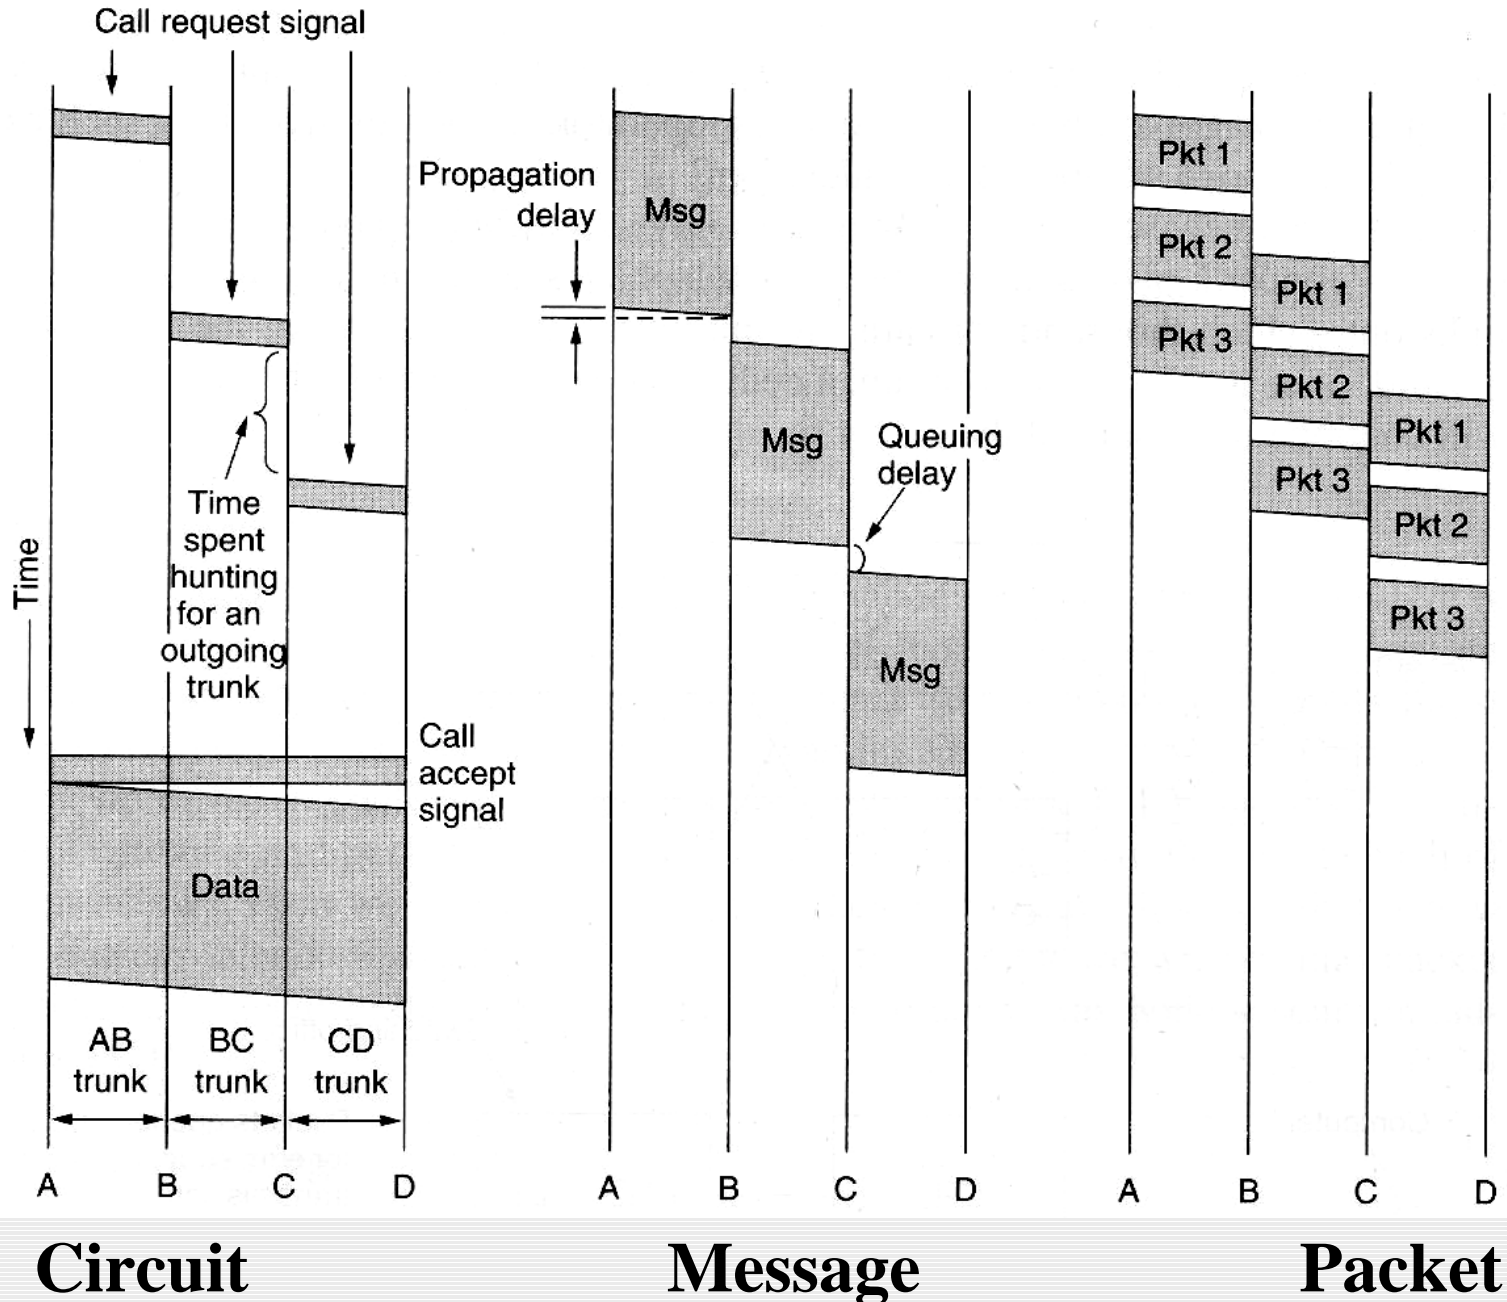 Call request signal
Propagation
delay
Msg
Msg
Queuing
delay
Msg
Pkt 1
Pkt 2
Pkt 3
Pkt 1
Pkt 2
Pkt 3
Pkt 1
Pkt 2
Pkt 3
Time
Time
spent
hunting
for an
outgoing
trunk
Call
accept
signal
Data
AB
trunk
BC
trunk
CD
trunk
A B C D
A B C D
A B C D
Circuit
Message
Packet